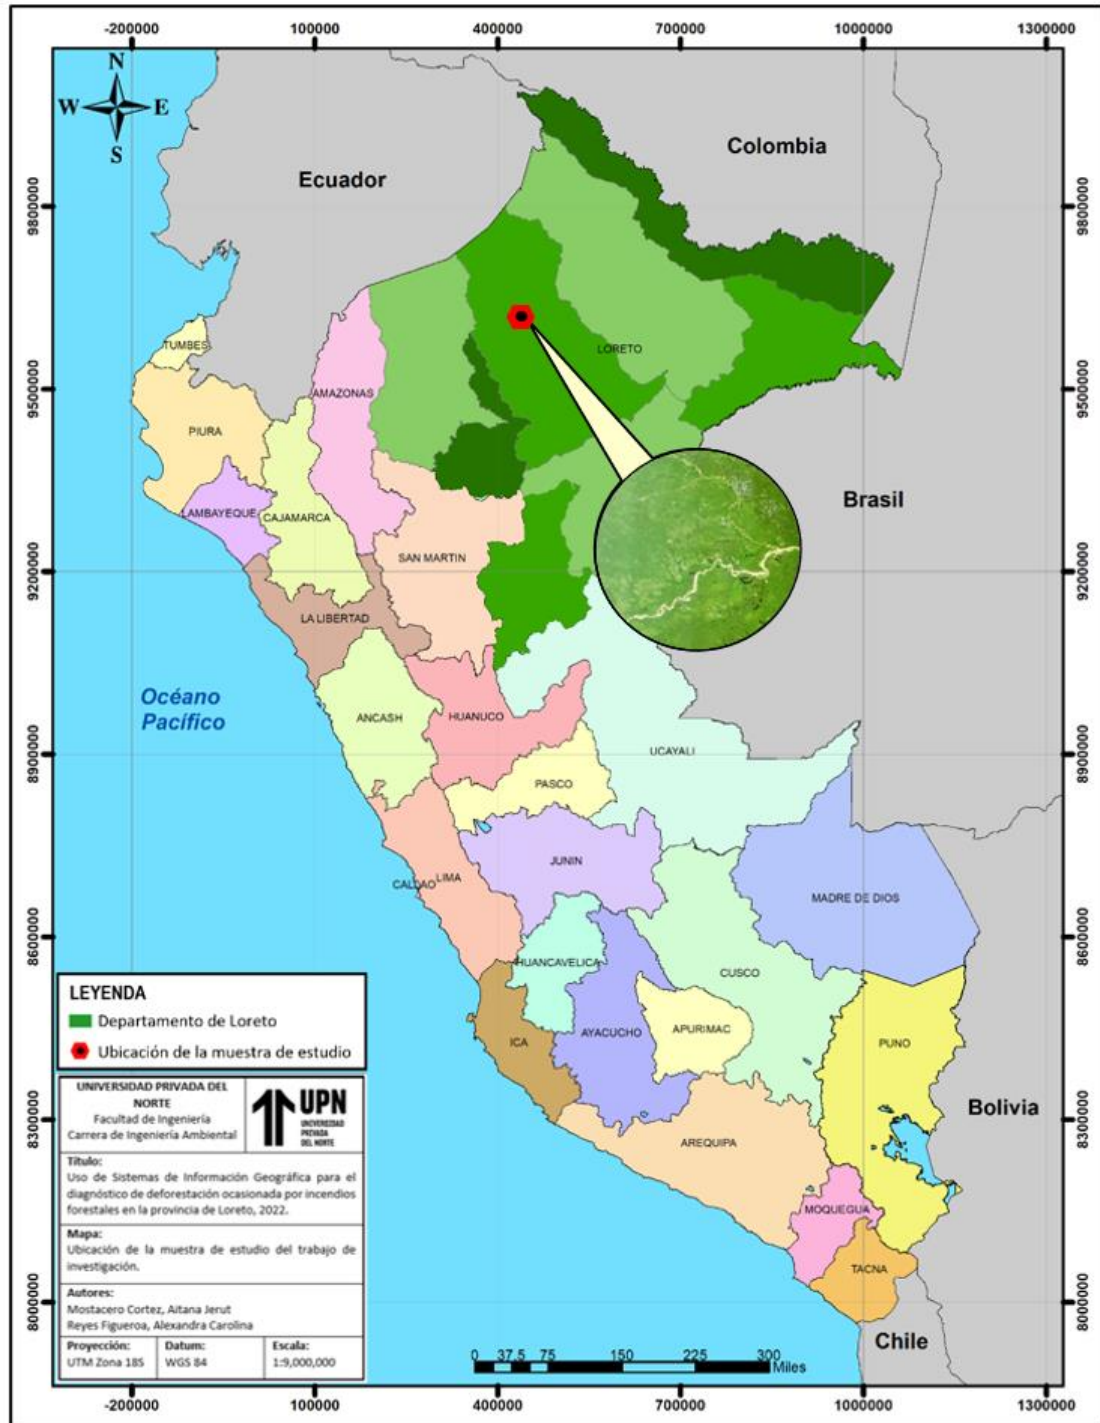 -200000 100000 400000 700000 1000000 1300000
N
W E
S
Colombia
Ecuador
9800000 9800000
TUMBES
LORETO
9500000 9500000
AMAZONAS
PIURA
Brasil
LAMBAYEQUE
CAJAMARCA
SAN MARTIN
9200000 9200000
LA LIBERTAD
Océano
Pacífico
ANCASH
HUANUCO
UCAYALI
8900000 8900000
PASCO
JUNIN
CALLAO
LIMA
MADRE DE DIOS
8600000 8600000
HUANCAVELICA
CUSCO
ICA
AYACUCHO
APURIMAC
PUNO
Bolivia
8300000 8300000
AREQUIPA
MOQUEGUA
TACNA
8000000 8000000
Chile
LEYENDA
Departamento de Loreto
Ubicación de la muestra de estudio
UNIVERSIDAD PRIVADA DEL
NORTE
Facultad de Ingeniería
Carrera de Ingeniería Ambiental
UPN
UNIVERSIDAD
PRIVADA
DEL NORTE
Título:
Uso de Sistemas de Información Geográfica para el
diagnóstico de deforestación ocasionada por incendios
forestales en la provincia de Loreto, 2022.
Mapa:
Ubicación de la muestra de estudio del trabajo de
investigación.
Autores:
Mostacero Cortez, Aitana Jerut
Reyes Figueroa, Alexandra Carolina
Proyección: Datum: Escala:
UTM Zona 18S WGS 84 1:9,000,000
0 37.5 75 150 225 300
Miles
-200000 100000 400000 700000 1000000 1300000